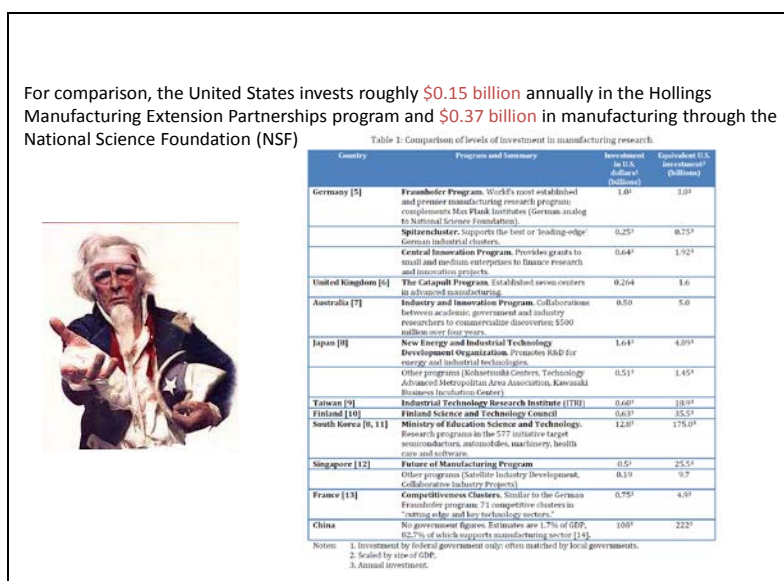 For comparison, the United States invests roughly $0.15 billion annually in the Hollings
Manufacturing Extension Partnerships program and $0.37 billion in manufacturing through the
National Science Foundation (NSF)
Table 1: Comparison of levels of investment in manufacturing research
Country Program and Summary Investment in U.S. dollars¹ (billions) Equivalent U.S. investment² (billions)
Germany [5] Fraunhofer Program. World's most established 1.0³ 3.0³
and premier manufacturing research program;
complements Max Plank Institutes (German analog
to National Science Foundation).
Spitzencluster. Supports the best or 'leading-edge' 0.25³ 0.75³
German industrial clusters.
Central Innovation Program. Provides grants to 0.64³ 1.92³
small and medium enterprises to finance research
and innovation projects.
United Kingdom [6] The Catapult Program. Established seven centers 0.264 1.6
in advanced manufacturing.
Australia [7] Industry and Innovation Program. Collaborations 0.50 5.0
between academic, government and industry
researchers to commercialize discoveries; $500
million over four years.
Japan [8] New Energy and Industrial Technology 1.64³ 4.89³
Development Organization. Promotes R&D for
energy and industrial technologies.
Other programs (Kohsetsushi Centers, Technology 0.51³ 1.45³
Advanced Metropolitan Area Association, Kawasaki
Business Incubation Center)
Taiwan [9] Industrial Technology Research Institute (ITRI) 0.60³
Finland [10] Finland Science and Technology Council 0.63³ 35.5³
South Korea [8, 11] Ministry of Education Science and Technology. 12.8³ 175.0³
Research programs in the 577 initiative target
semiconductors, automobiles, machinery, health
care and software.
Singapore [12] Future of Manufacturing Program 0.5³ 25.5³
Other programs (Satellite Industry Development, 0.19 9.7
Collaborative Industry Projects)
France [13] Competitiveness Clusters. Similar to the German 0.75³ 4.9³
Fraunhofer program; 71 competitive clusters in
"cutting edge and key technology sectors."
China No government figures. Estimates are 1.7% of GDP, 108³ 222³
82.7% of which supports manufacturing sector [14].
Notes: 1. Investment by federal government only; often matched by local governments.
2. Scaled by size of GDP.
3. Annual investment.